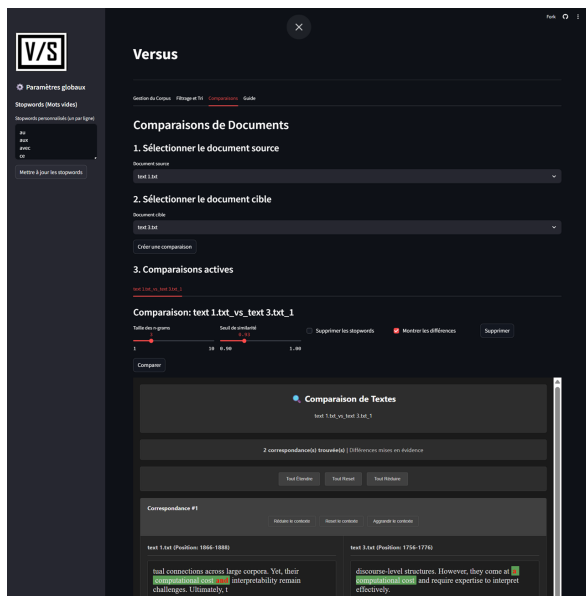 Fork
V/S
Paramètres globaux
Stopwords (Mots vides)
Stopwords personnalisés (un par ligne)
au
aux
avec
ce
Mettre à jour les stopwords
Versus
Gestion du Corpus Filtrage et Tri Comparaisons Guide
Comparaisons de Documents
1. Sélectionner le document source
Document source
text 1.txt
2. Sélectionner le document cible
Document cible
text 3.txt
Créer une comparaison
3. Comparaisons actives
text 1.txt_vs_text 3.txt_1
Comparaison: text 1.txt_vs_text 3.txt_1
Taille des n-grams Seuil de similarité Supprimer les stopwords Montrer les différences Supprimer
0.93
1 10 0.90 1.00
Comparer
Comparaison de Textes
text 1.txt_vs_text 3.txt_1
2 correspondance(s) trouvée(s) | Différences mises en évidence
Tout Étendre Tout Reset Tout Réduire
Correspondance #1
Réduire le contexte Reset le contexte Agrandir le contexte
text 1.txt (Position: 1866-1888)
tual connections across large corpora. Yet, their
computational cost and interpretability remain
challenges. Ultimately, t
text 3.txt (Position: 1756-1776)
discourse-level structures. However, they come at a
computational cost and require expertise to interpret
effectively.